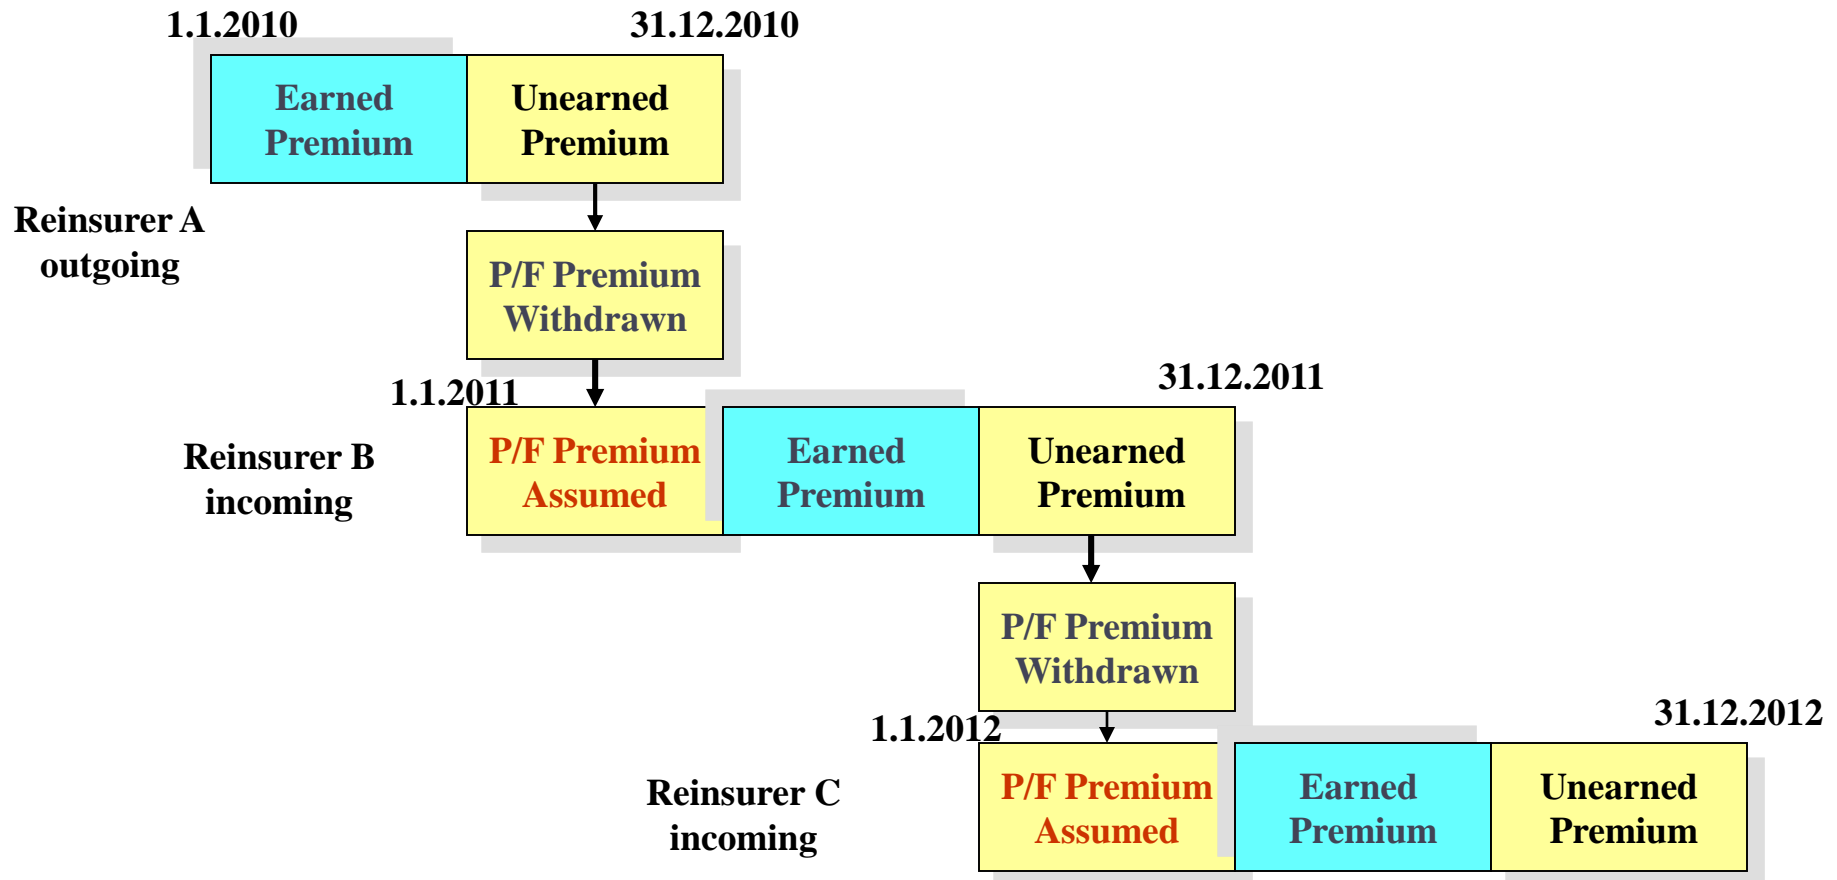 1.1.2010
31.12.2010
Earned
Premium
Unearned
Premium
Reinsurer A
outgoing
P/F Premium
Withdrawn
1.1.2011
31.12.2011
Reinsurer B
incoming
P/F Premium
Assumed
Earned
Premium
Unearned
Premium
P/F Premium
Withdrawn
1.1.2012
31.12.2012
Reinsurer C
incoming
P/F Premium
Assumed
Earned
Premium
Unearned
Premium